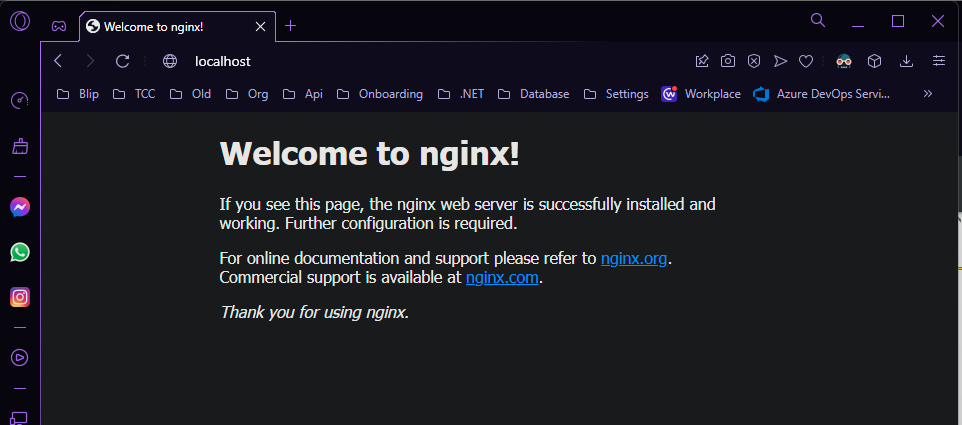 Welcome to nginx!
localhost
Blip TCC Old Org Api Onboarding .NET Database Settings Workplace Azure DevOps Servi...
Welcome to nginx!
If you see this page, the nginx web server is successfully installed and
working. Further configuration is required.
For online documentation and support please refer to nginx.org.
Commercial support is available at nginx.com.
Thank you for using nginx.